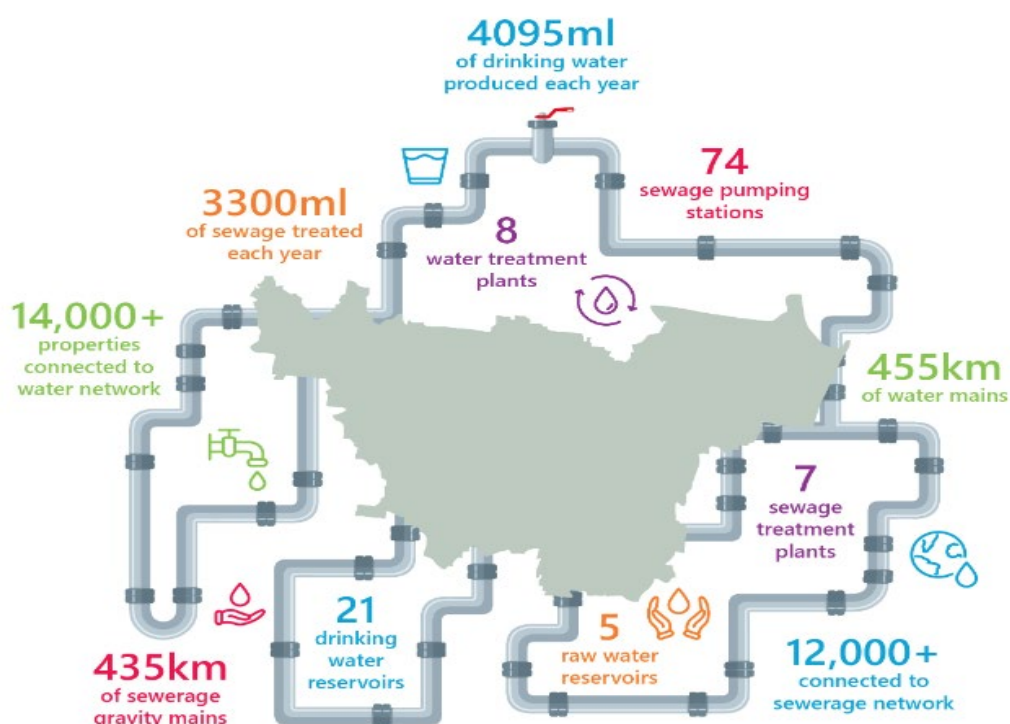 4095ml
of drinking water
produced each year
74
sewage pumping
stations
3300ml
of sewage treated
each year
8
water treatment
plants
14,000+
properties
connected to
water network
455km
of water mains
7
sewage
treatment
plants
21
drinking
water
reservoirs
5
raw water
reservoirs
12,000+
connected to
sewerage network
435km
of sewerage
gravity mains